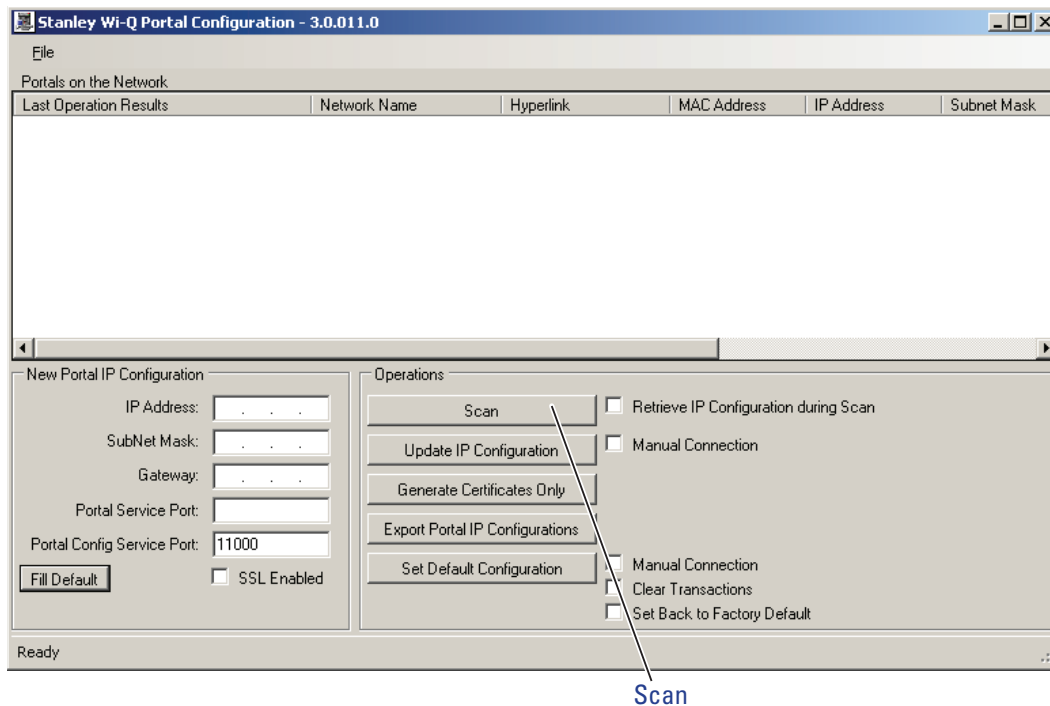 Stanley Wi-Q Portal Configuration - 3.0.011.0
File
Portals on the Network
Last Operation Results Network Name Hyperlink MAC Address IP Address Subnet Mask
New Portal IP Configuration
IP Address: . . .
SubNet Mask: . . .
Gateway: . . .
Portal Service Port:
Portal Config Service Port: 11000
Fill Default SSL Enabled
Operations
Scan Retrieve IP Configuration during Scan
Update IP Configuration Manual Connection
Generate Certificates Only
Export Portal IP Configurations
Set Default Configuration Manual Connection
Clear Transactions
Set Back to Factory Default
Ready
Scan